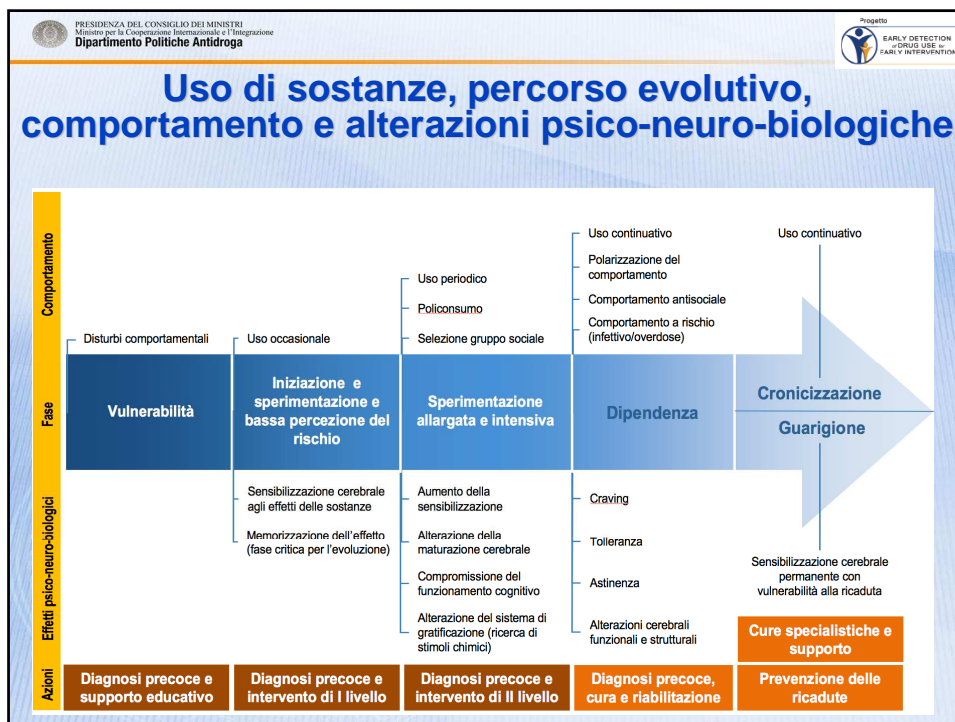 PRESIDENZA DEL CONSIGLIO DEI MINISTRI
Ministro per la Cooperazione Internazionale e l'Integrazione
Dipartimento Politiche Antidroga
Progetto
EARLY DETECTION
of DRUG USE for
EARLY INTERVENTION
Uso di sostanze, percorso evolutivo,
comportamento e alterazioni psico-neuro-biologiche
Comportamento
Disturbi comportamentali
Uso occasionale
Uso periodico
Policonsumo
Selezione gruppo sociale
Uso continuativo
Polarizzazione del
comportamento
Comportamento antisociale
Comportamento a rischio
(infettivo/overdose)
Uso continuativo
Fase
Vulnerabilità
Iniziazione e
sperimentazione e
bassa percezione del
rischio
Sperimentazione
allargata e intensiva
Dipendenza
Cronicizzazione
Guarigione
Effetti psico-neuro-biologici
Sensibilizzazione cerebrale
agli effetti delle sostanze
Memorizzazione dell'effetto
(fase critica per l'evoluzione)
Aumento della
sensibilizzazione
Alterazione della
maturazione cerebrale
Compromissione del
funzionamento cognitivo
Alterazione del sistema di
gratificazione (ricerca di
stimoli chimici)
Craving
Tolleranza
Astinenza
Alterazioni cerebrali
funzionali e strutturali
Sensibilizzazione cerebrale
permanente con
vulnerabilità alla ricaduta
Azioni
Diagnosi precoce e
supporto educativo
Diagnosi precoce e
intervento di I livello
Diagnosi precoce e
intervento di II livello
Diagnosi precoce,
cura e riabilitazione
Cure specialistiche e
supporto
Prevenzione delle
ricadute